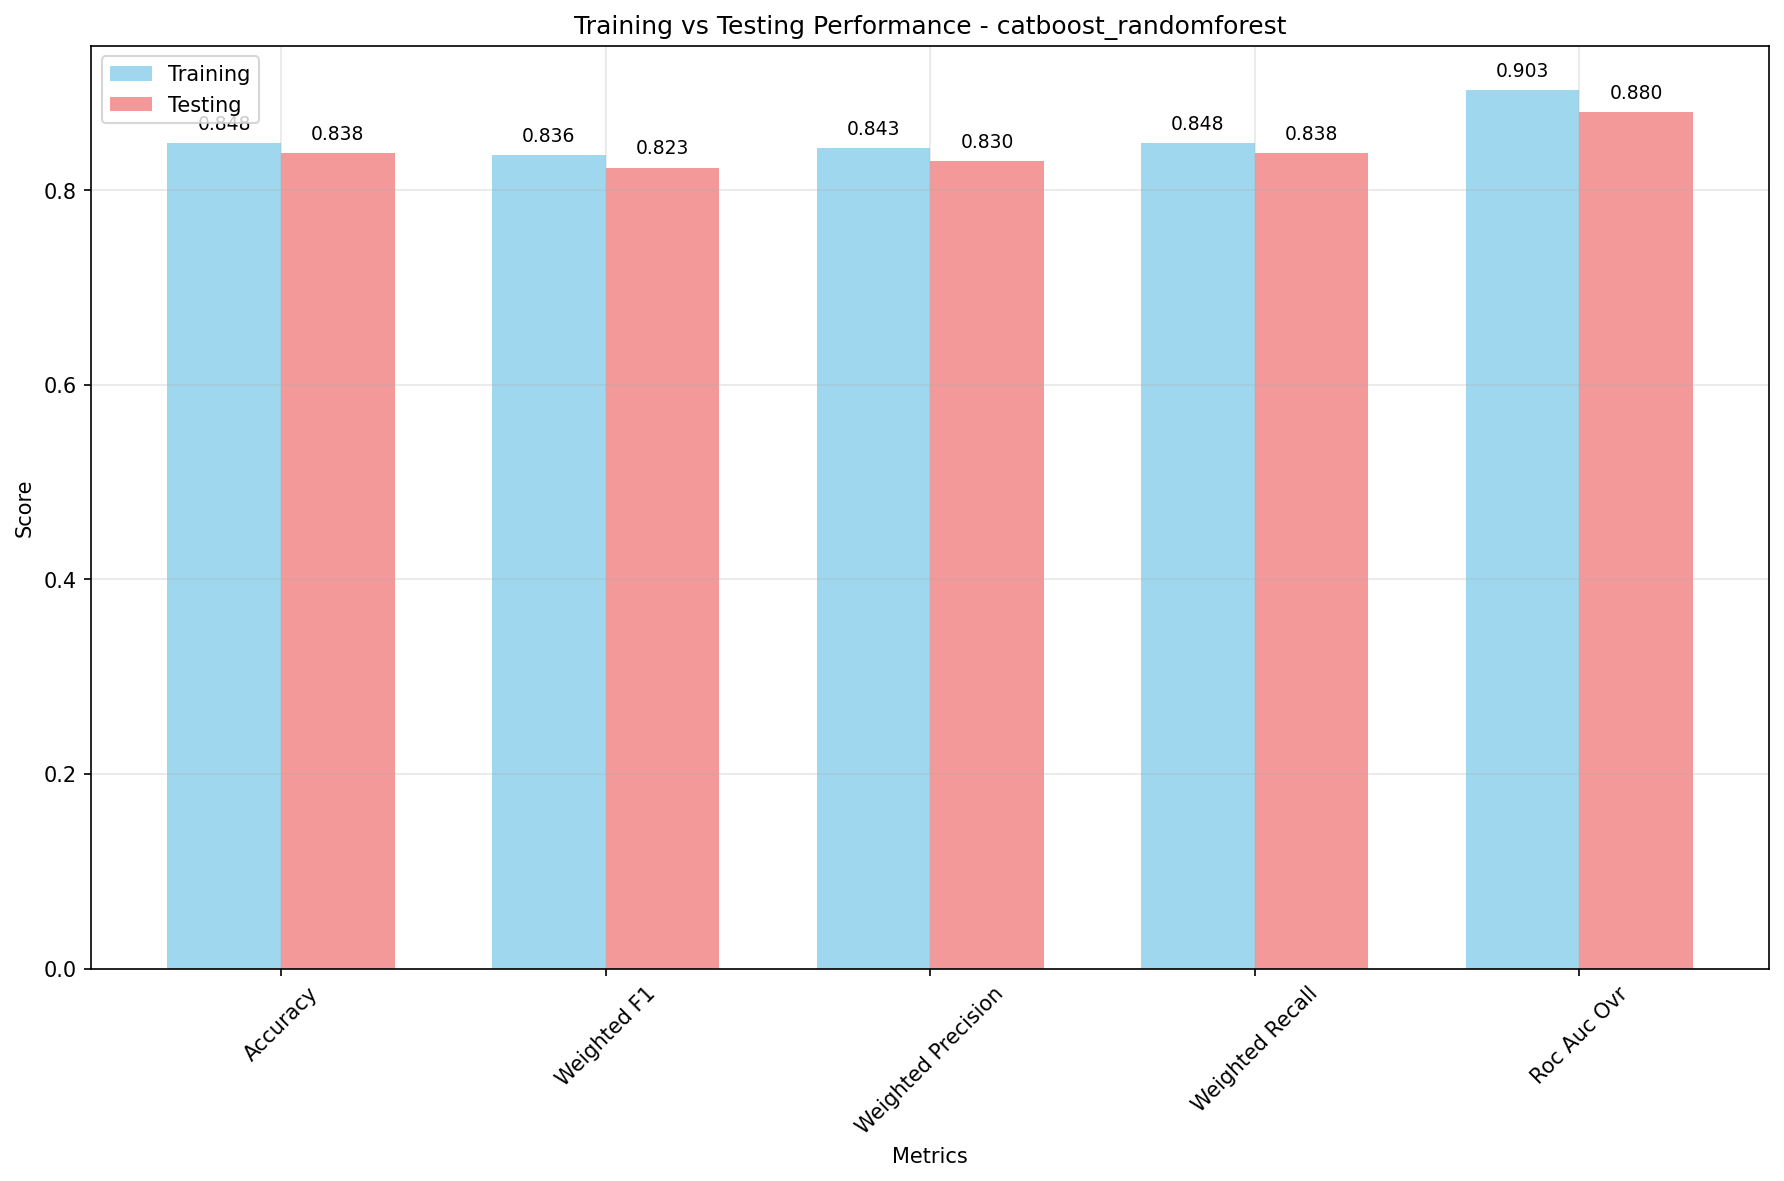 Training vs Testing Performance - catboost_randomforest
Training
Testing
0.848
0.838
0.836
0.823
0.843
0.830
0.848
0.838
0.903
0.880
Score
0.8
0.6
0.4
0.2
0.0
Accuracy
Weighted F1
Weighted Precision
Weighted Recall
Roc Auc Ovr
Metrics